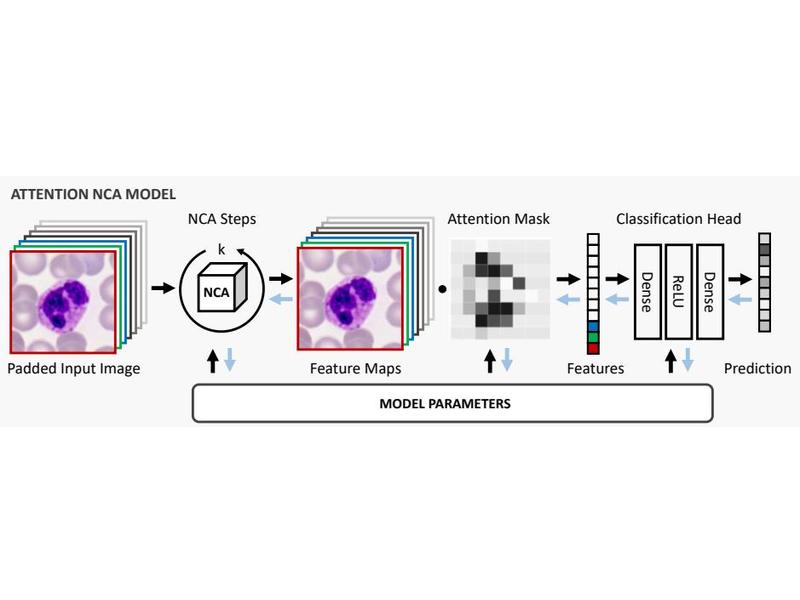 ATTENTION NCA MODEL
NCA Steps
Attention Mask
Classification Head
k
NCA
Dense
ReLU
Dense
Padded Input Image
Feature Maps
Features
Prediction
MODEL PARAMETERS